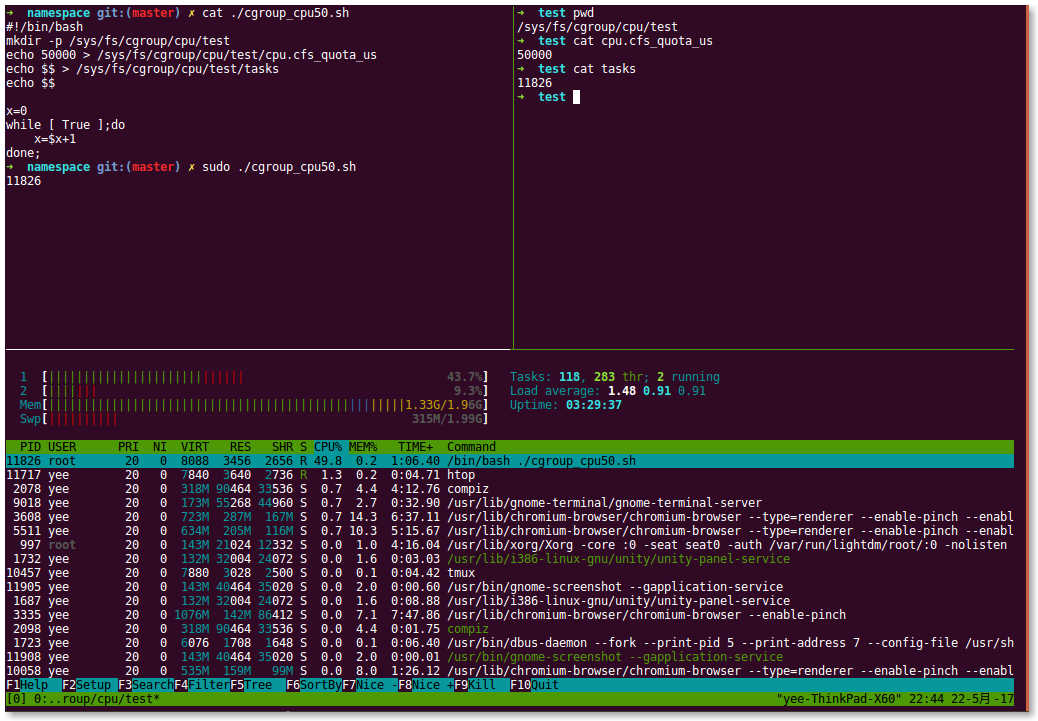 ➜  namespace git:(master) ✗ cat ./cgroup_cpu50.sh
#!/bin/bash
mkdir -p /sys/fs/cgroup/cpu/test
echo 50000 > /sys/fs/cgroup/cpu/test/cpu.cfs_quota_us
echo $$ > /sys/fs/cgroup/cpu/test/tasks
echo $$
x=0
while [ True ];do
    x=$x+1
done;
➜  namespace git:(master) ✗ sudo ./cgroup_cpu50.sh
11826
➜  test pwd
/sys/fs/cgroup/cpu/test
➜  test cat cpu.cfs_quota_us
50000
➜  test cat tasks
11826
➜  test
1 [|||||||||||||||||||||||||||| 43.7%]
2 [||||||| 9.3%]
Mem[|||||||||||||||||||||||||||||||||||||||||||||||||||1.33G/1.96G]
Swp[|||||||||| 315M/1.99G]
Tasks: 118, 283 thr; 2 running
Load average: 1.48 0.91 0.91
Uptime: 03:29:37
PID USER PRI NI VIRT RES SHR S CPU% MEM% TIME+ Command
11826 root 20 0 8088 3456 2656 R 49.8 0.2 1:06.40 /bin/bash ./cgroup_cpu50.sh
11717 yee 20 0 7840 3640 2736 R 1.3 0.2 0:04.71 htop
2078 yee 20 0 318M 90464 33536 S 0.7 4.4 4:12.76 compiz
9018 yee 20 0 173M 55268 44960 S 0.7 2.7 0:32.90 /usr/lib/gnome-terminal/gnome-terminal-server
3608 yee 20 0 723M 287M 167M S 0.7 14.3 6:37.11 /usr/lib/chromium-browser/chromium-browser --type=renderer --enable-pinch --enabl
5511 yee 20 0 634M 205M 116M S 0.7 10.3 5:15.67 /usr/lib/chromium-browser/chromium-browser --type=renderer --enable-pinch --enabl
997 root 20 0 143M 21024 12332 S 0.0 1.0 4:16.04 /usr/lib/xorg/Xorg -core :0 -seat seat0 -auth /var/run/lightdm/root/:0 -nolisten
1732 yee 20 0 132M 32004 24072 S 0.0 1.6 0:03.03 /usr/lib/i386-linux-gnu/unity/unity-panel-service
10457 yee 20 0 7880 3028 2500 S 0.0 0.1 0:04.42 tmux
11905 yee 20 0 143M 40464 35020 S 0.0 2.0 0:00.60 /usr/bin/gnome-screenshot --gapplication-service
1687 yee 20 0 132M 32004 24072 S 0.0 1.6 0:08.88 /usr/lib/i386-linux-gnu/unity/unity-panel-service
3335 yee 20 0 1076M 142M 86412 S 0.0 7.1 7:47.86 /usr/lib/chromium-browser/chromium-browser --enable-pinch
2098 yee 20 0 318M 90464 33536 S 0.0 4.4 0:01.75 compiz
1723 yee 20 0 6076 1708 1648 S 0.0 0.1 0:06.40 /usr/bin/dbus-daemon --fork --print-pid 5 --print-address 7 --config-file /usr/sh
11908 yee 20 0 143M 40464 35020 S 0.0 2.0 0:00.01 /usr/bin/gnome-screenshot --gapplication-service
10058 yee 20 0 535M 159M 99M S 0.0 8.0 1:26.12 /usr/lib/chromium-browser/chromium-browser --type=renderer --enable-pinch --enabl
F1Help F2Setup F3SearchF4FilterF5Tree F6SortByF7Nice -F8Nice +F9Kill F10Quit
[0] 0:..roup/cpu/test* "yee-ThinkPad-X60" 22:44 22-5月 -17